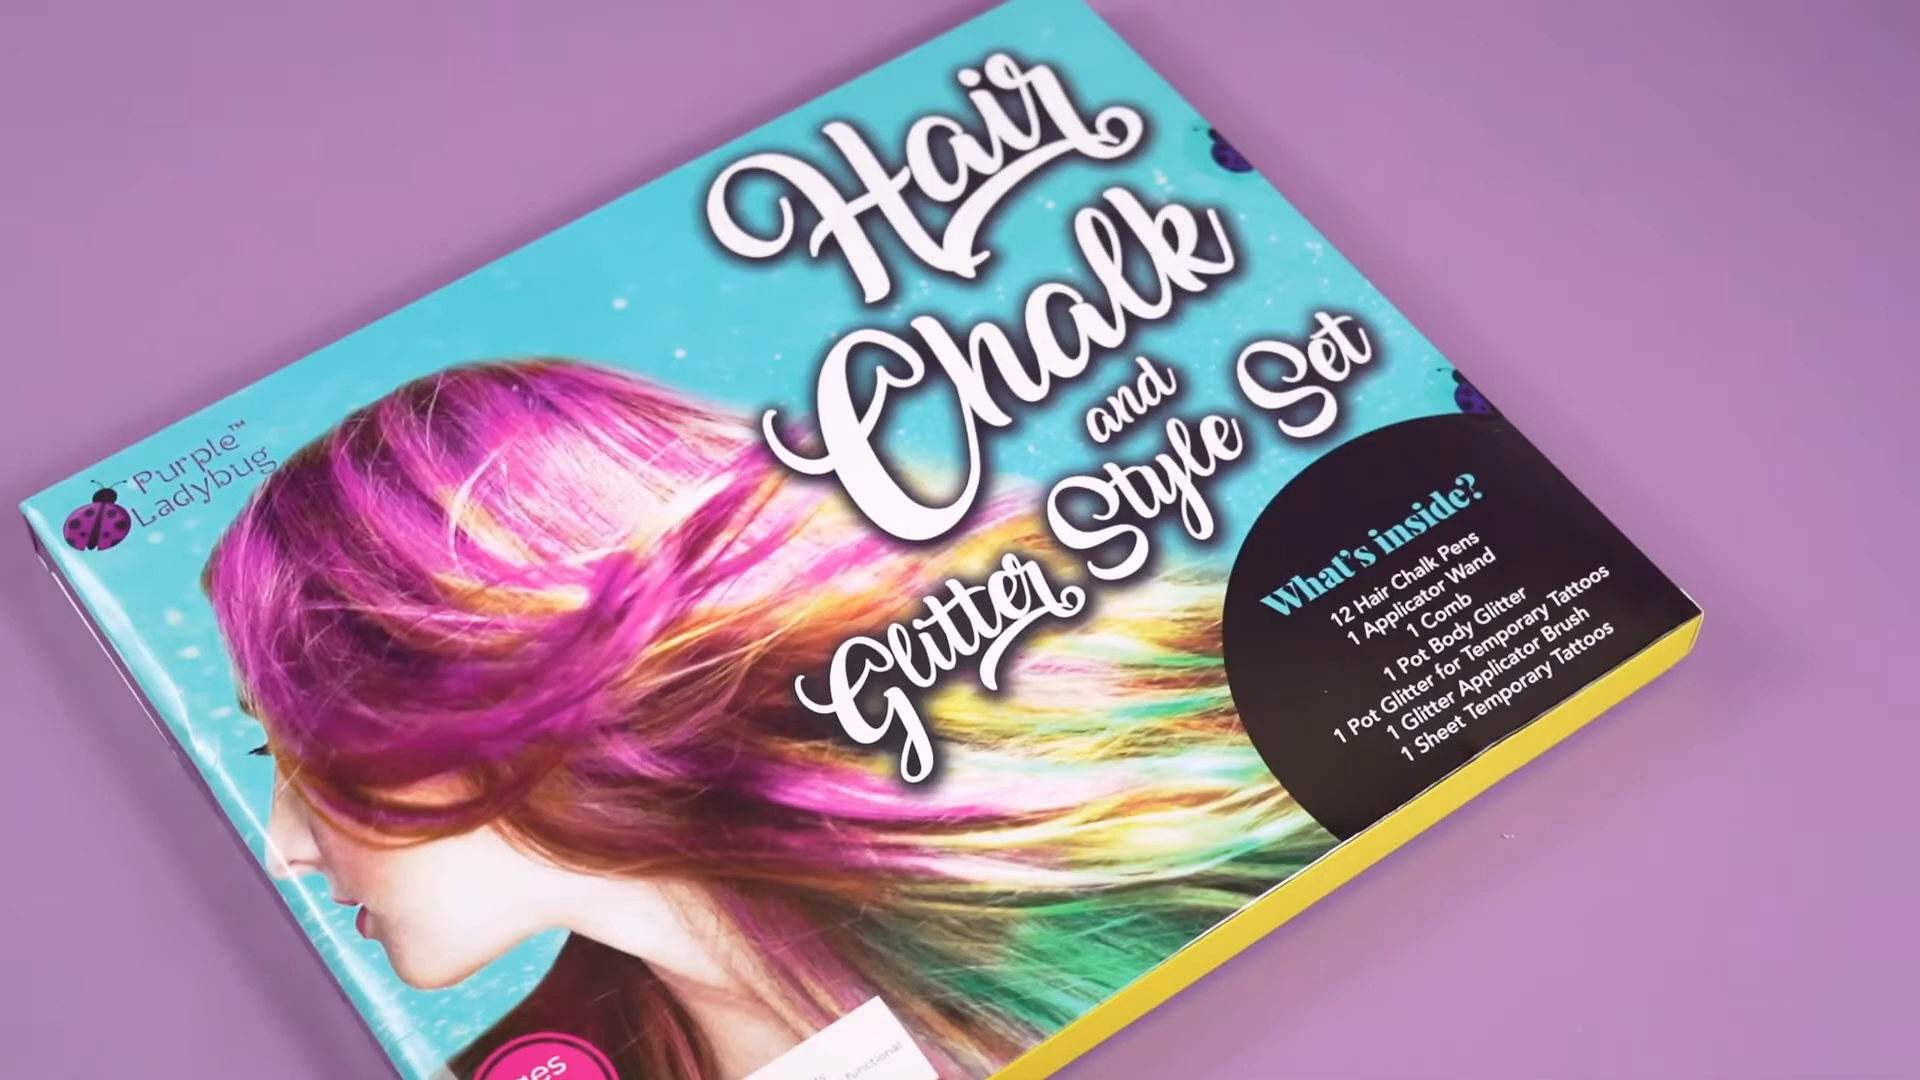 Purple™
Ladybug
Hair
Chalk
and
Glitter Style Set
What's inside?
12 Hair Chalk Pens
1 Applicator Wand
1 Comb
1 Pot Body Glitter
1 Pot Glitter for Temporary Tattoos
1 Glitter Applicator Brush
1 Sheet Temporary Tattoos
functional